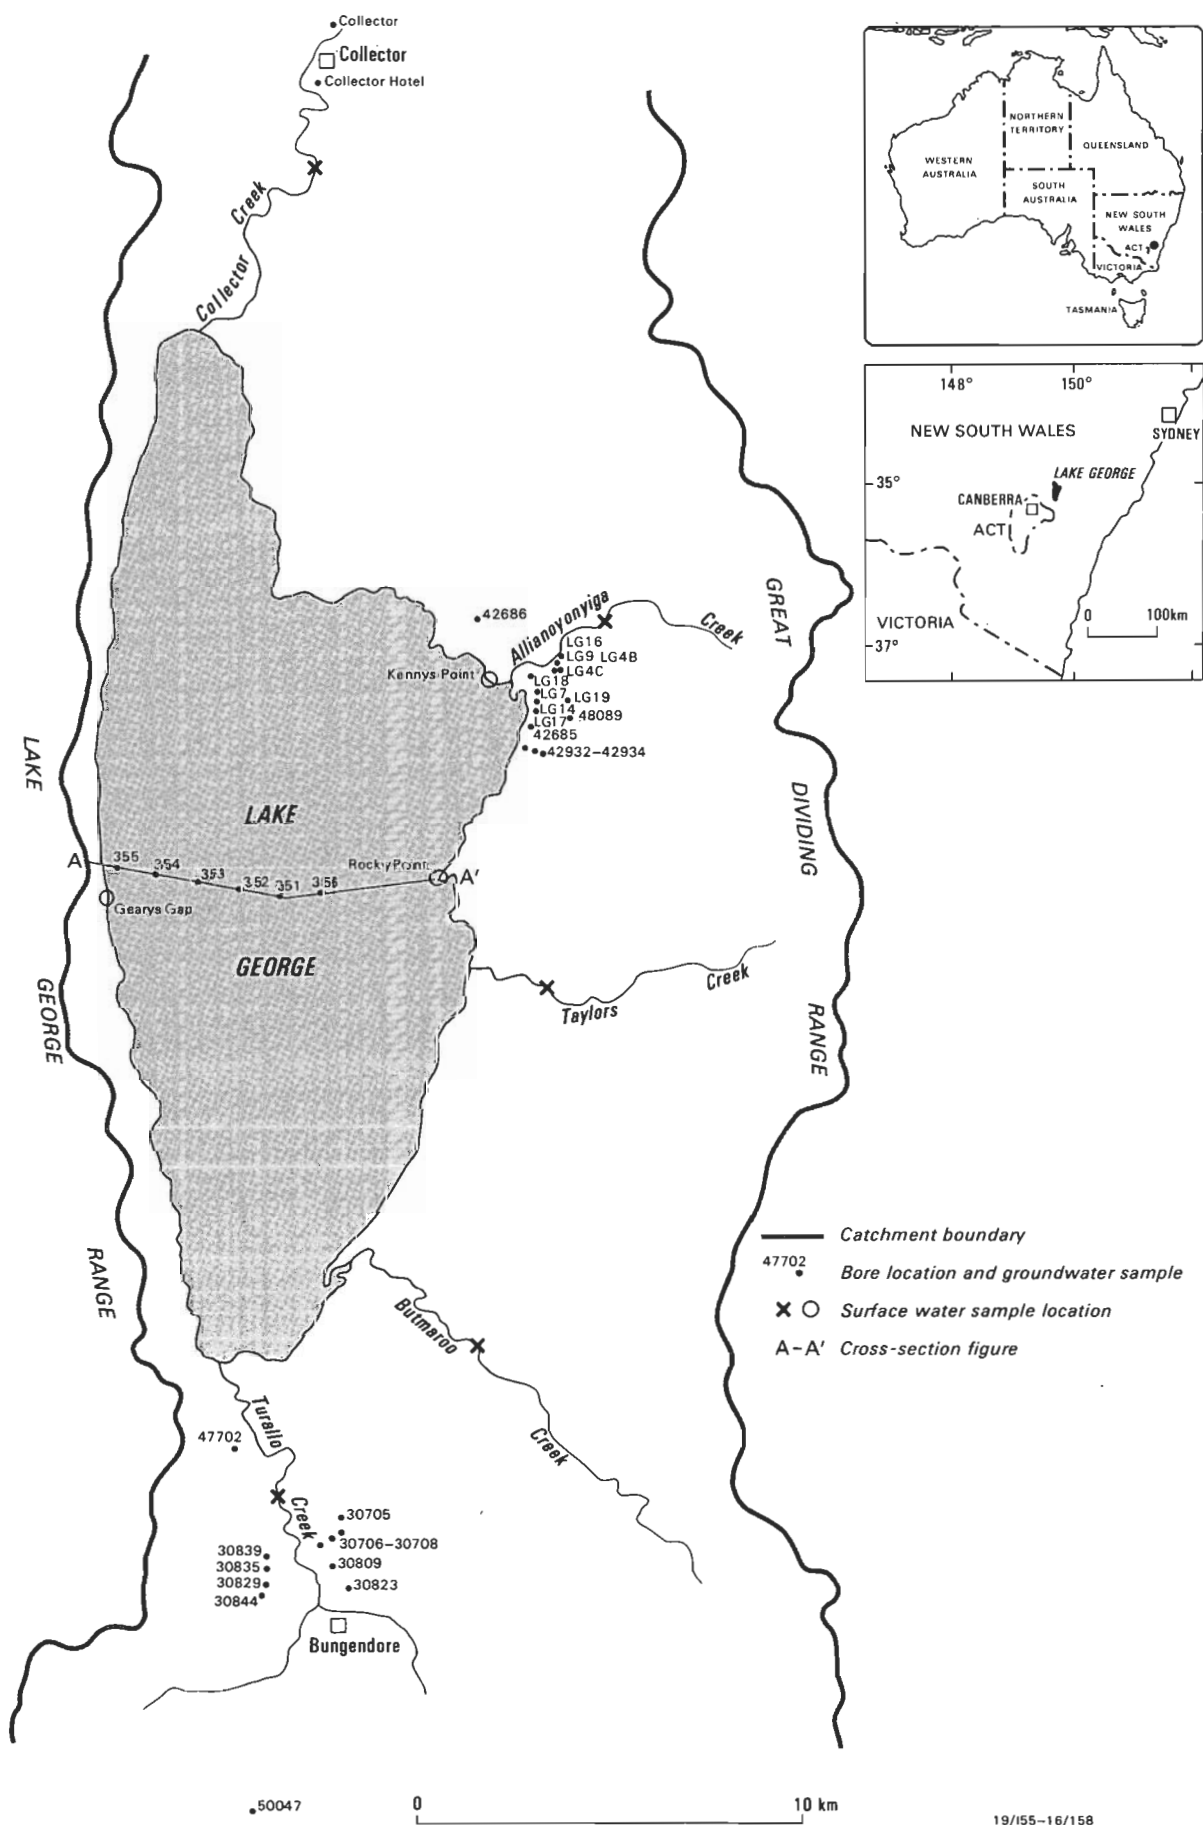 Collector
Collector
Collector Hotel
Collector Creek
NORTHERN
TERRITORY
QUEENSLAND
WESTERN
AUSTRALIA
SOUTH
AUSTRALIA
NEW SOUTH
WALES
ACT
VICTORIA
TASMANIA
148°
150°
NEW SOUTH WALES
SYDNEY
35°
LAKE GEORGE
CANBERRA
ACT
VICTORIA
0
100km
37°
42686
Allianoyonyiga Creek
LG16
LG9 LG4B
LG4C
Kennys Point
LG18
LG7
LG19
LG14
48089
LG17
42685
42932-42934
GREAT
DIVIDING
RANGE
LAKE
GEORGE
RANGE
LAKE
GEORGE
A
355
354
353
352
351
356
Rocky Point
A'
Gearys Gap
Taylors Creek
Catchment boundary
47702
Bore location and groundwater sample
Surface water sample location
A-A' Cross-section figure
Butmaroo Creek
Turallo Creek
47702
30705
30706-30708
30839
30835
30809
30829
30823
30844
Bungendore
50047
0
10 km
19/I55-16/158